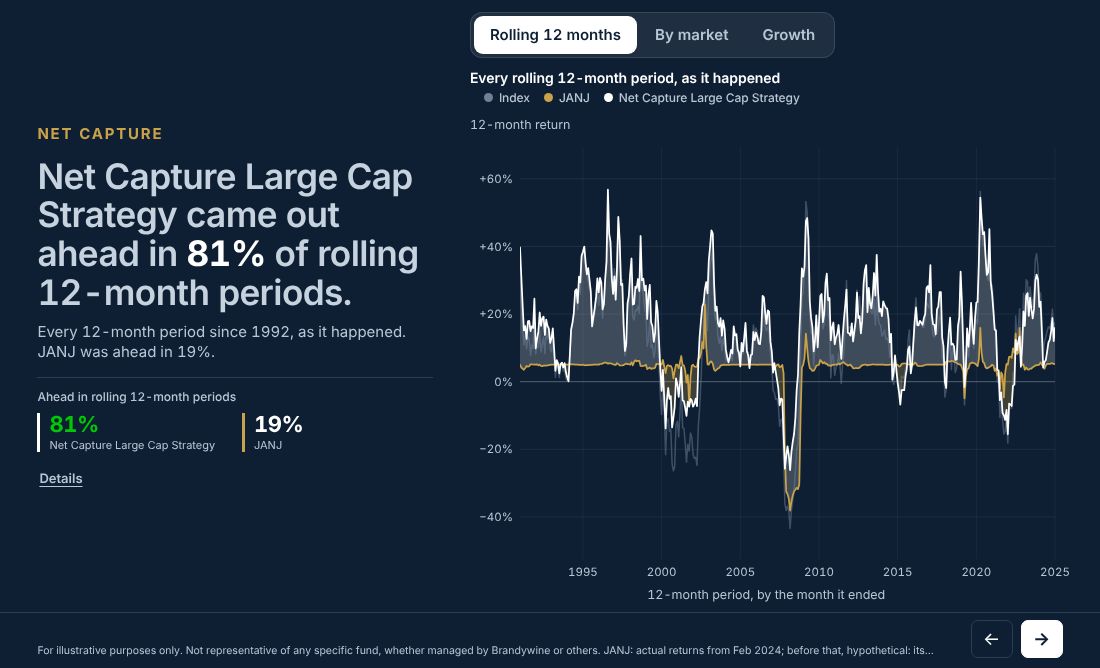 Rolling 12 months
By market
Growth
Every rolling 12-month period, as it happened
Index
JANJ
Net Capture Large Cap Strategy
12-month return
NET CAPTURE
Net Capture Large Cap
Strategy came out
ahead in 81% of rolling
12-month periods.
Every 12-month period since 1992, as it happened.
JANJ was ahead in 19%.
Ahead in rolling 12-month periods
81%
Net Capture Large Cap Strategy
19%
JANJ
Details
+60%
+40%
+20%
0%
−20%
−40%
1995
2000
2005
2010
2015
2020
2025
12-month period, by the month it ended
For illustrative purposes only. Not representative of any specific fund, whether managed by Brandywine or others. JANJ: actual returns from Feb 2024; before that, hypothetical: its…